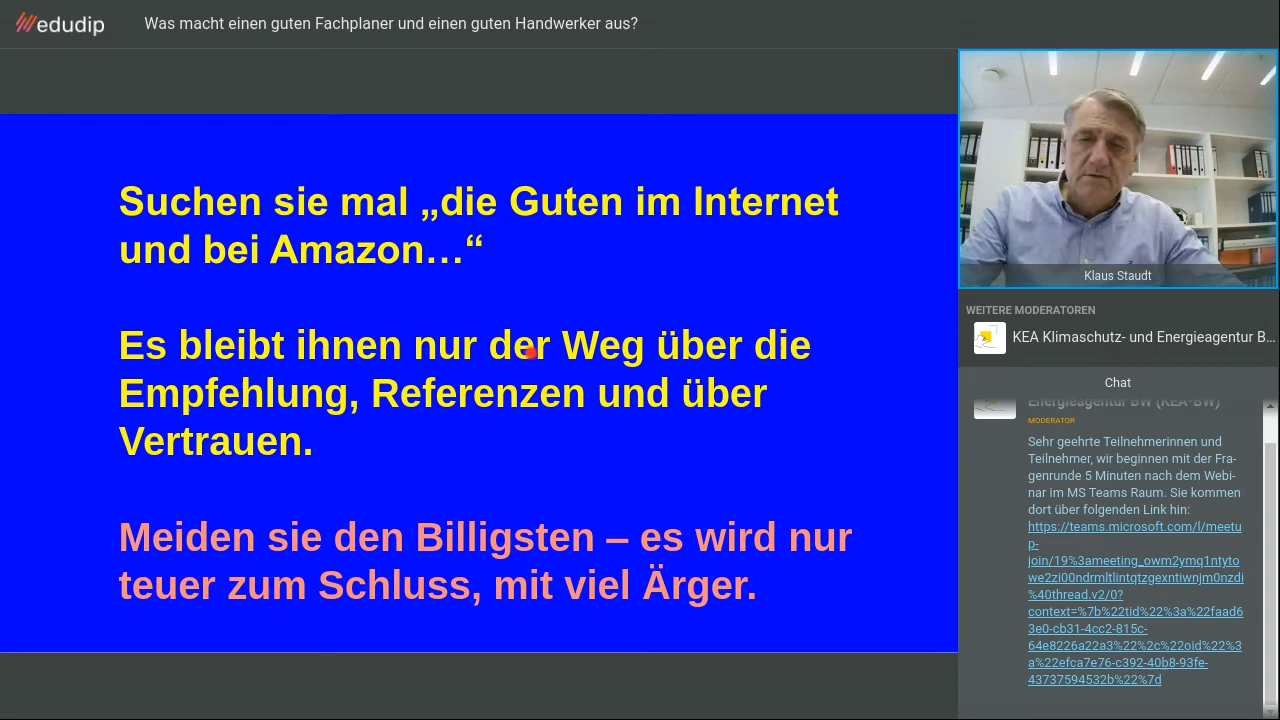 edudip
Was macht einen guten Fachplaner und einen guten Handwerker aus?
Suchen sie mal „die Guten im Internet
und bei Amazon…“
Es bleibt ihnen nur der Weg über die
Empfehlung, Referenzen und über
Vertrauen.
Meiden sie den Billigsten – es wird nur
teuer zum Schluss, mit viel Ärger.
Klaus Staudt
WEITERE MODERATOREN
KEA Klimaschutz- und Energieagentur B...
Chat
Energieagentur BW (KEA-BW)
MODERATOR
Sehr geehrte Teilnehmerinnen und
Teilnehmer, wir beginnen mit der Fra-
genrunde 5 Minuten nach dem Webi-
nar im MS Teams Raum. Sie kommen
dort über folgenden Link hin:
https://teams.microsoft.com/l/meetu
p-
join/19%3ameeting_owm2ymq1ntyto
we2zi00ndrmltlintqtzgexntiwnjm0nzdi
%40thread.v2/0?
context=%7b%22tid%22%3a%22faad6
3e0-cb31-4cc2-815c-
64e8226a22a3%22%2c%22oid%22%3
a%22efca7e76-c392-40b8-93fe-
43737594532b%22%7d